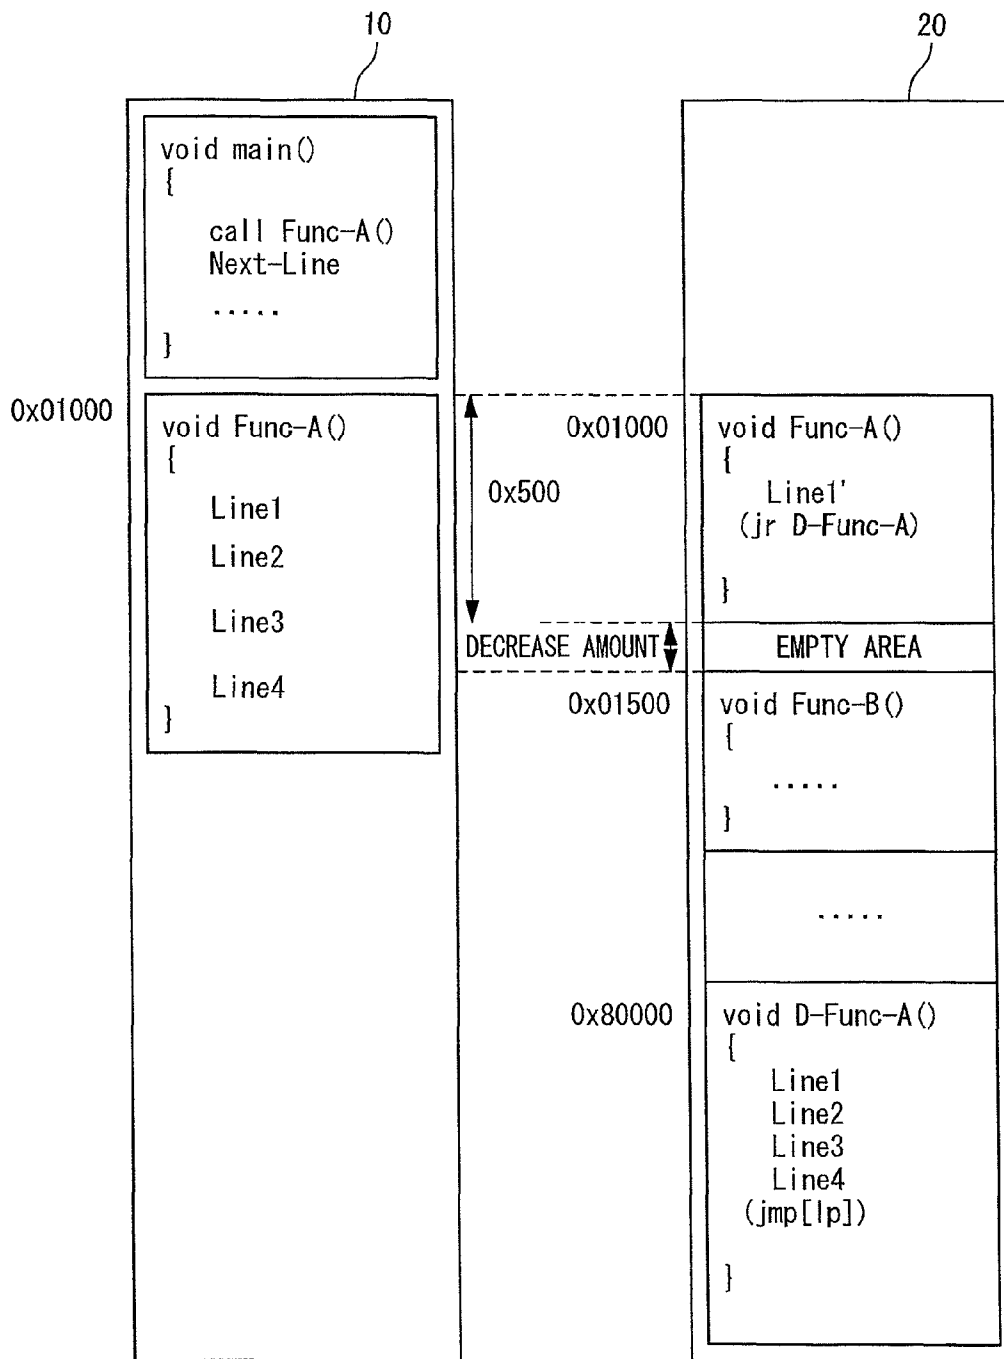 10
20
void main()
{
call Func-A()
Next-Line
.....
}
0x01000
void Func-A()
{
Line1
Line2
Line3
Line4
}
0x500
DECREASE AMOUNT
0x01000
void Func-A()
{
Line1'
(jr D-Func-A)
}
EMPTY AREA
0x01500
void Func-B()
{
.....
}
.....
0x80000
void D-Func-A()
{
Line1
Line2
Line3
Line4
(jmp[lp])
}